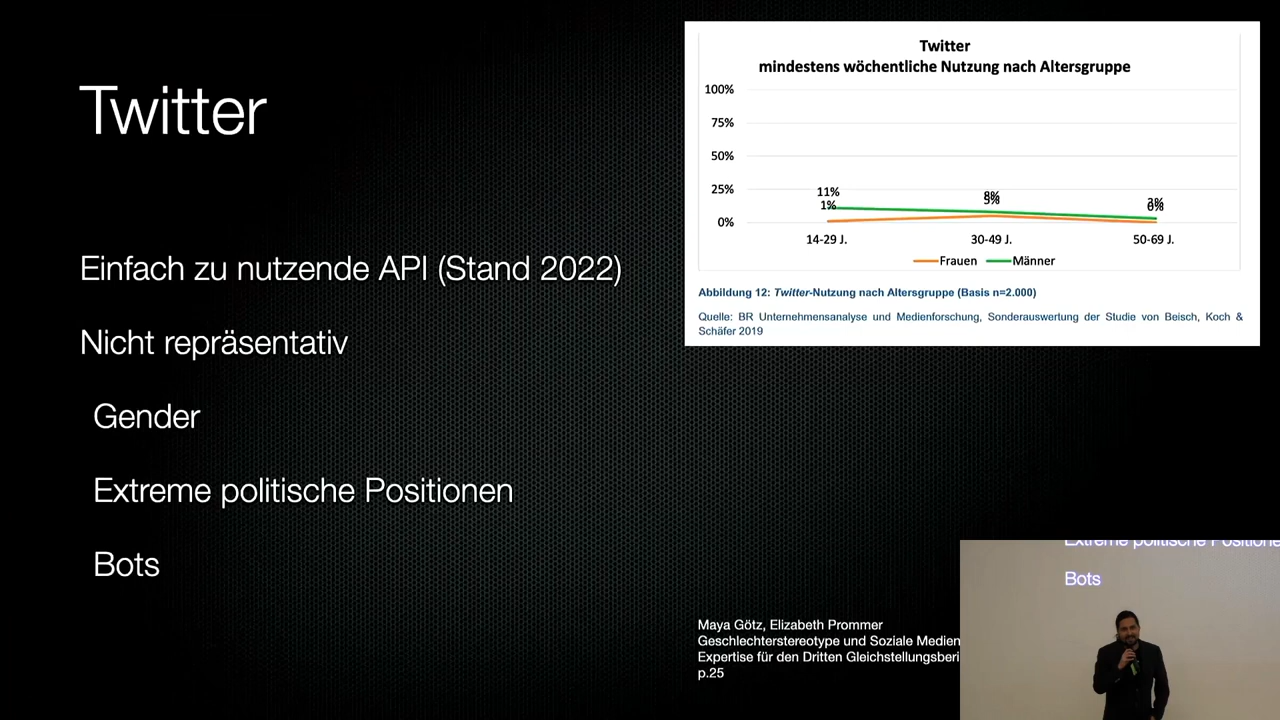 Twitter
Einfach zu nutzende API (Stand 2022)
Nicht repräsentativ
Gender
Extreme politische Positionen
Bots
Twitter
mindestens wöchentliche Nutzung nach Altersgruppe
100%
75%
50%
25%
0%
11%
1%
8%
5%
0%
14-29 J.
30-49 J.
50-69 J.
Frauen
Männer
Abbildung 12: Twitter-Nutzung nach Altersgruppe (Basis n=2.000)
Quelle: BR Unternehmensanalyse und Medienforschung, Sonderauswertung der Studie von Beisch, Koch &
Schäfer 2019
Maya Götz, Elizabeth Prommer
Geschlechterstereotype und Soziale Medien
Expertise für den Dritten Gleichstellungsberi
p.25
Extreme politische Positione
Bots